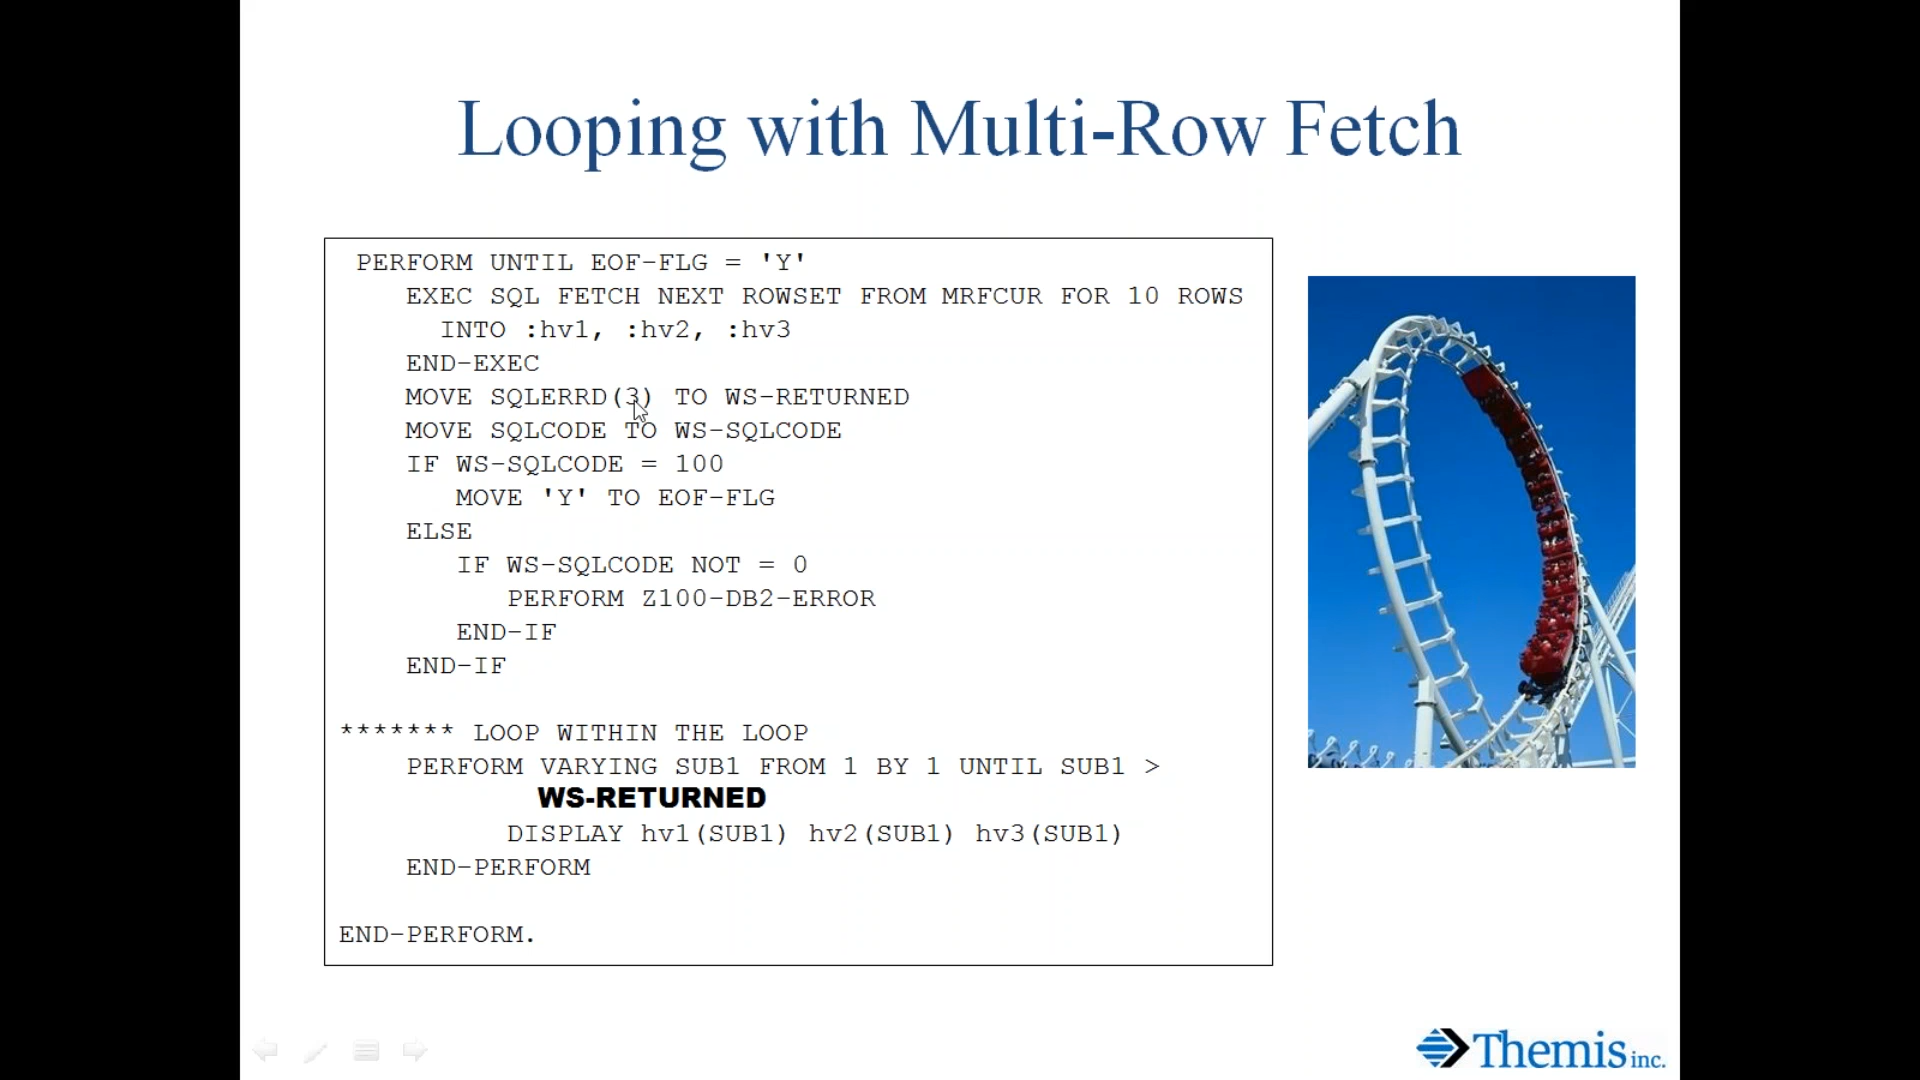 Looping with Multi-Row Fetch
PERFORM UNTIL EOF-FLG = 'Y'
EXEC SQL FETCH NEXT ROWSET FROM MRFCUR FOR 10 ROWS
INTO :hv1, :hv2, :hv3
END-EXEC
MOVE SQLERRD(3) TO WS-RETURNED
MOVE SQLCODE TO WS-SQLCODE
IF WS-SQLCODE = 100
MOVE 'Y' TO EOF-FLG
ELSE
IF WS-SQLCODE NOT = 0
PERFORM Z100-DB2-ERROR
END-IF
END-IF
******* LOOP WITHIN THE LOOP
PERFORM VARYING SUB1 FROM 1 BY 1 UNTIL SUB1 >
WS-RETURNED
DISPLAY hv1(SUB1) hv2(SUB1) hv3(SUB1)
END-PERFORM
END-PERFORM.
Themis inc.